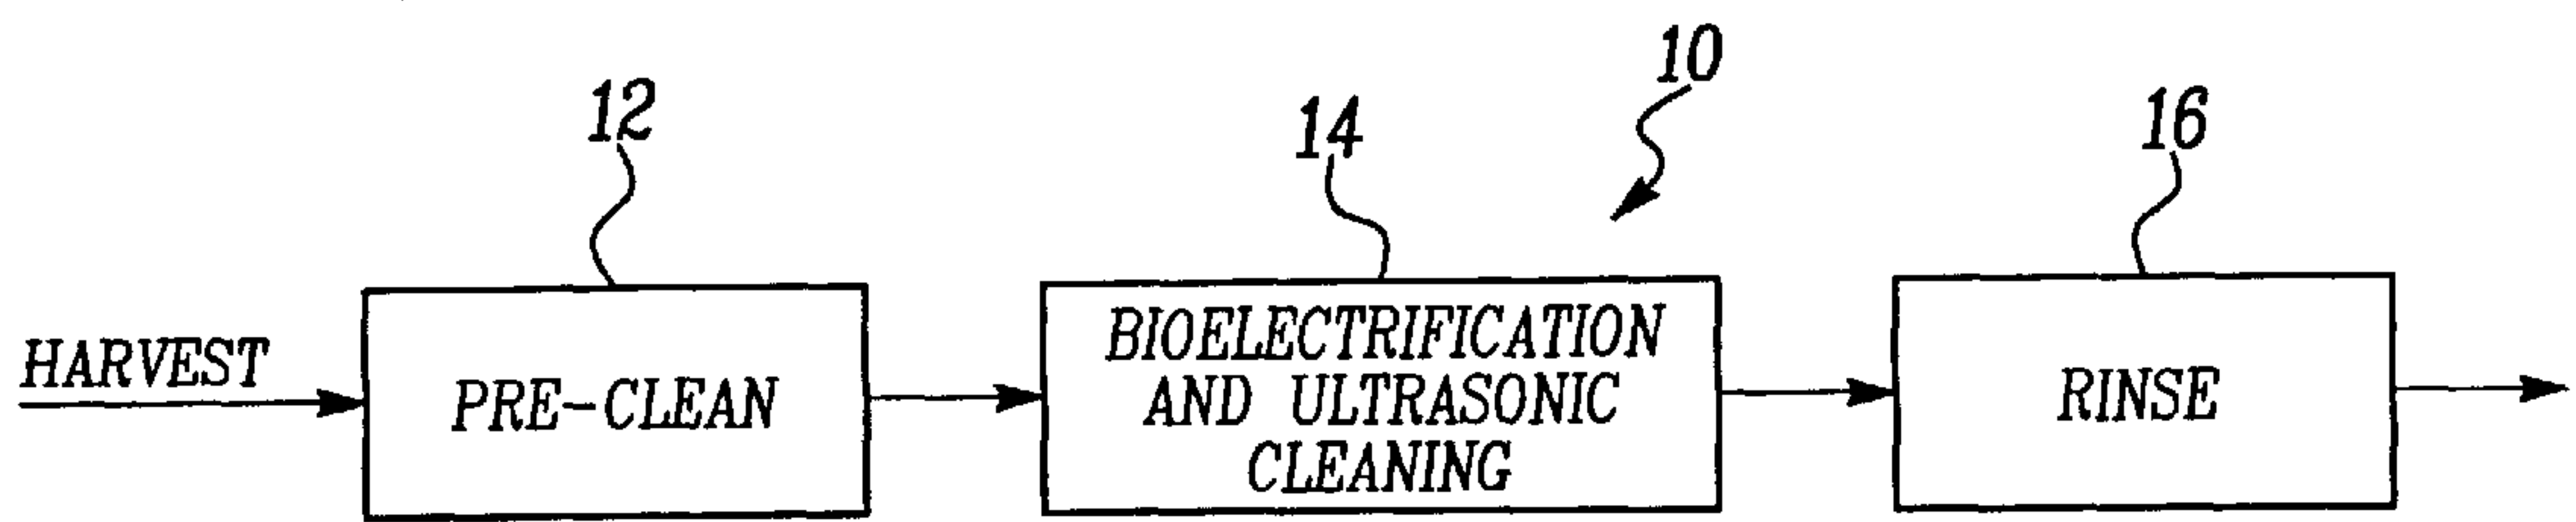 10
12
14
16
HARVEST
PRE-CLEAN
BIOELECTRIFICATION
AND ULTRASONIC
CLEANING
RINSE